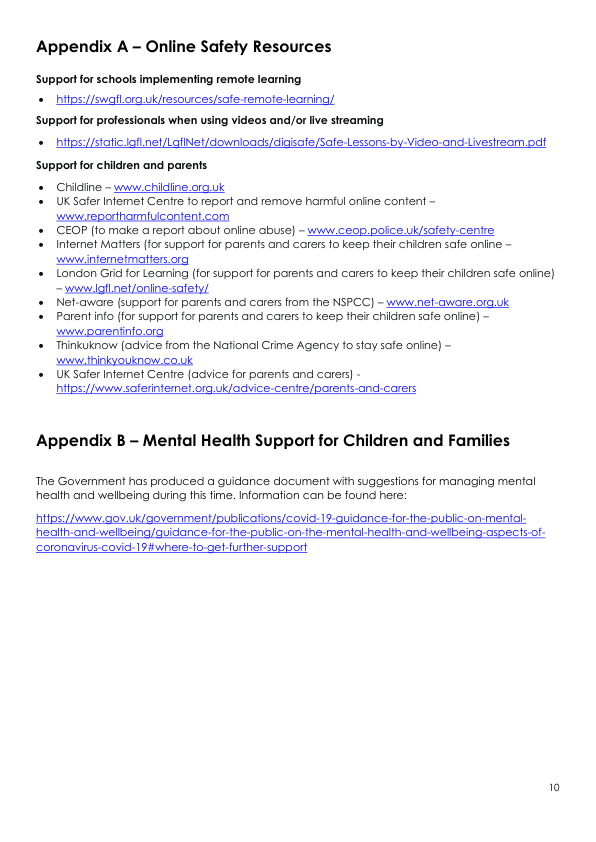 Appendix A – Online Safety Resources
Support for schools implementing remote learning
• https://swgfl.org.uk/resources/safe-remote-learning/
Support for professionals when using videos and/or live streaming
• https://static.lgfl.net/LgflNet/downloads/digisafe/Safe-Lessons-by-Video-and-Livestream.pdf
Support for children and parents
• Childline – www.childline.org.uk
• UK Safer Internet Centre to report and remove harmful online content –
www.reportharmfulcontent.com
• CEOP (to make a report about online abuse) – www.ceop.police.uk/safety-centre
• Internet Matters (for support for parents and carers to keep their children safe online –
www.internetmatters.org
• London Grid for Learning (for support for parents and carers to keep their children safe online)
– www.lgfl.net/online-safety/
• Net-aware (support for parents and carers from the NSPCC) – www.net-aware.org.uk
• Parent info (for support for parents and carers to keep their children safe online) –
www.parentinfo.org
• Thinkuknow (advice from the National Crime Agency to stay safe online) –
www.thinkyouknow.co.uk
• UK Safer Internet Centre (advice for parents and carers) -
https://www.saferinternet.org.uk/advice-centre/parents-and-carers
Appendix B – Mental Health Support for Children and Families
The Government has produced a guidance document with suggestions for managing mental
health and wellbeing during this time. Information can be found here:
https://www.gov.uk/government/publications/covid-19-guidance-for-the-public-on-mental-
health-and-wellbeing/guidance-for-the-public-on-the-mental-health-and-wellbeing-aspects-of-
coronavirus-covid-19#where-to-get-further-support
10